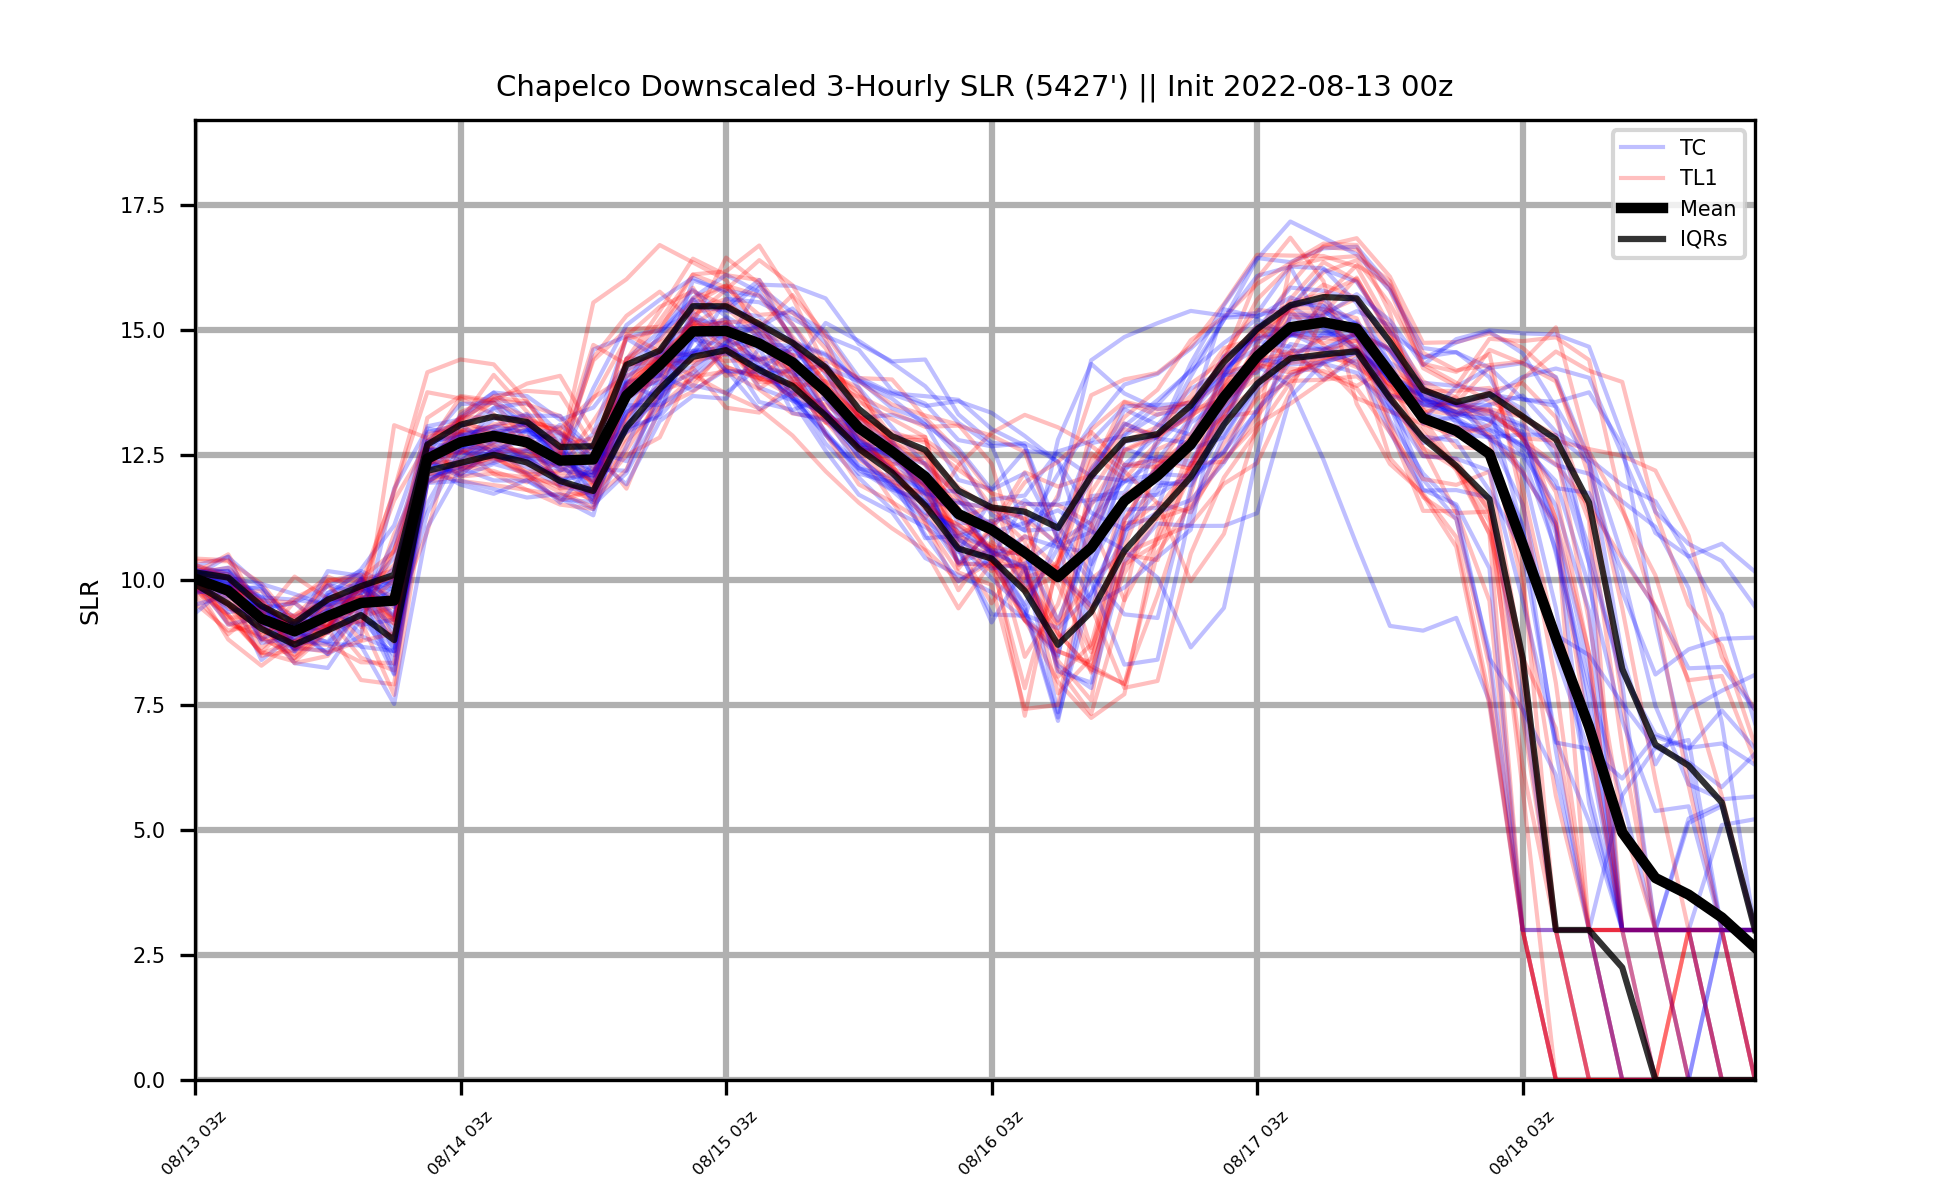 Chapelco Downscaled 3-Hourly SLR (5427') || Init 2022-08-13 00z
TC
TL1
Mean
IQRs
SLR
17.5
15.0
12.5
10.0
7.5
5.0
2.5
0.0
08/13 03z
08/14 03z
08/15 03z
08/16 03z
08/17 03z
08/18 03z